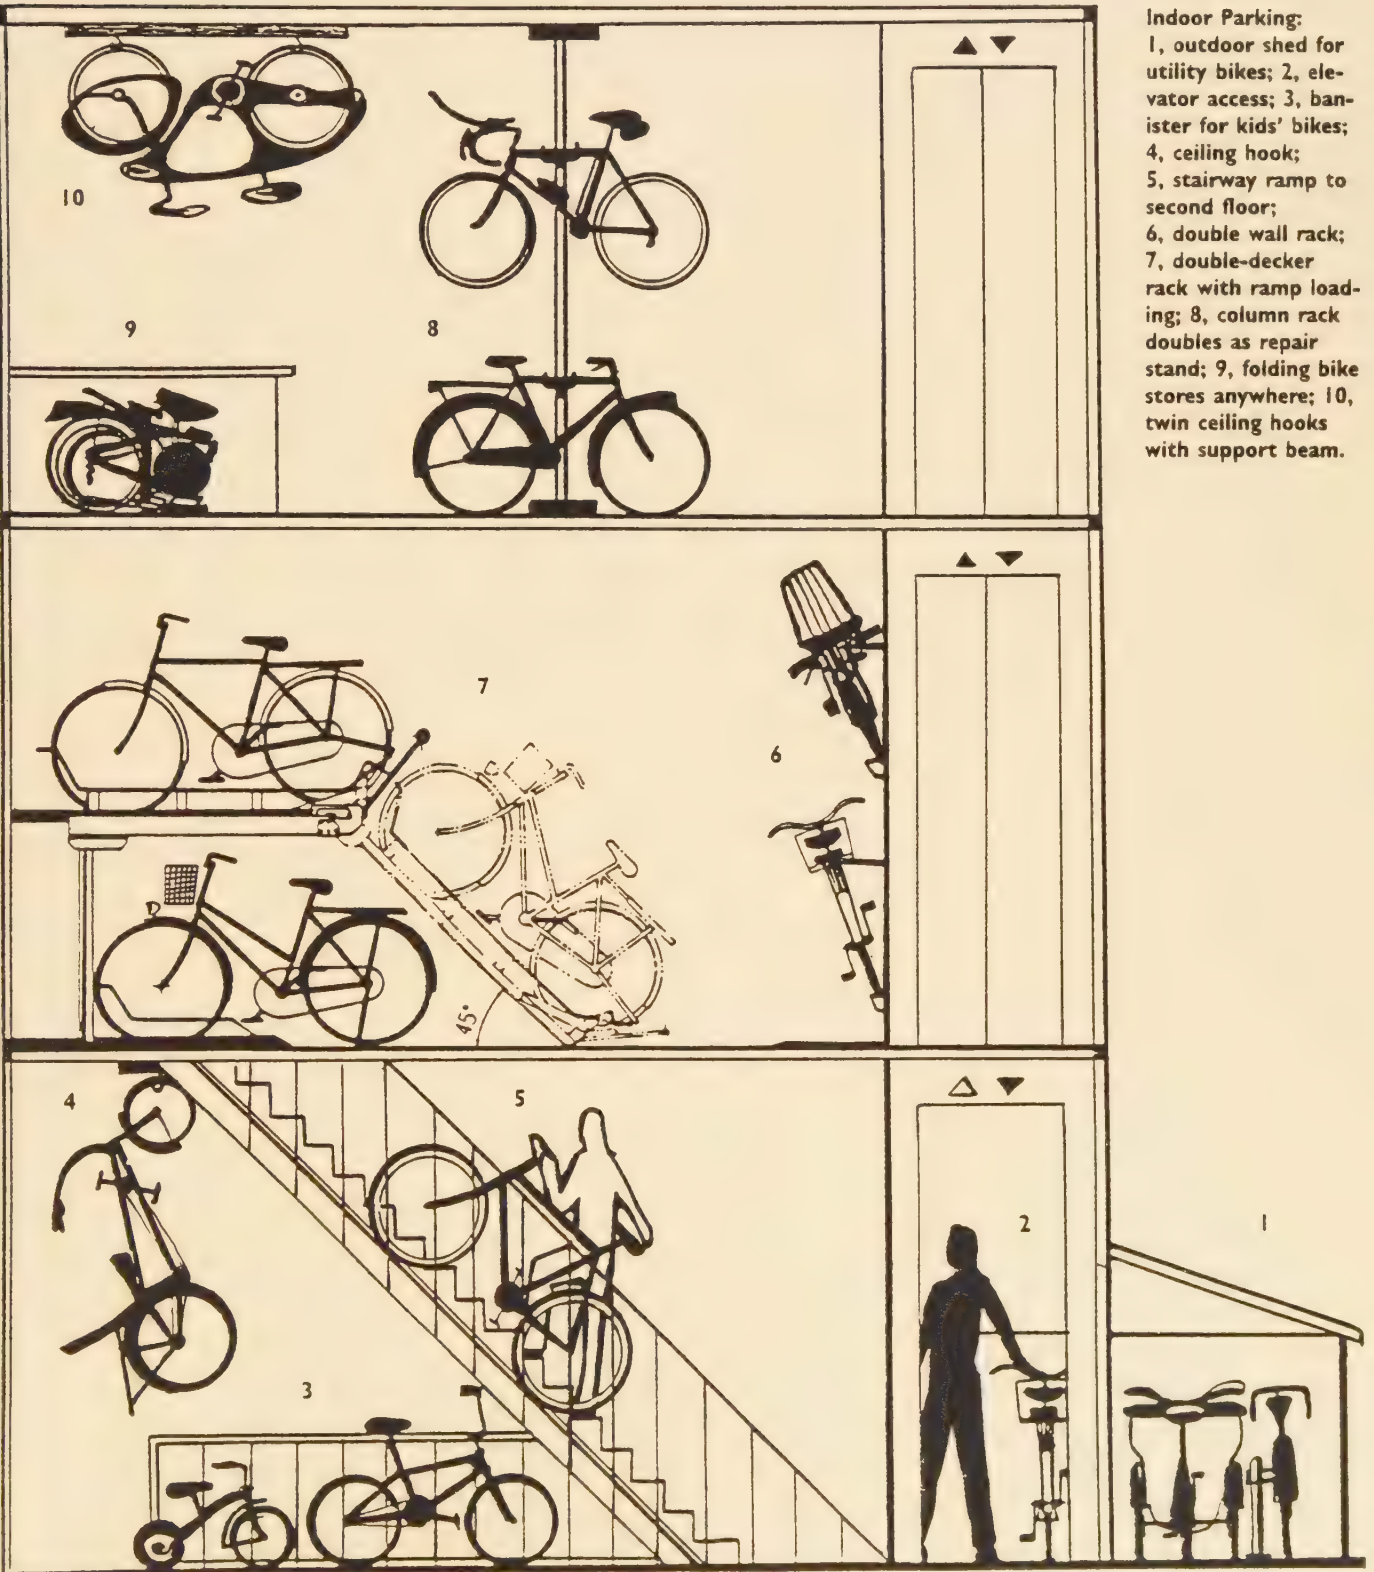 Indoor Parking:
1, outdoor shed for
utility bikes; 2, ele-
vator access; 3, ban-
ister for kids' bikes;
4, ceiling hook;
5, stairway ramp to
second floor;
6, double wall rack;
7, double-decker
rack with ramp load-
ing; 8, column rack
doubles as repair
stand; 9, folding bike
stores anywhere; 10,
twin ceiling hooks
with support beam.
10
9
8
7
6
45°
4
5
3
2
1